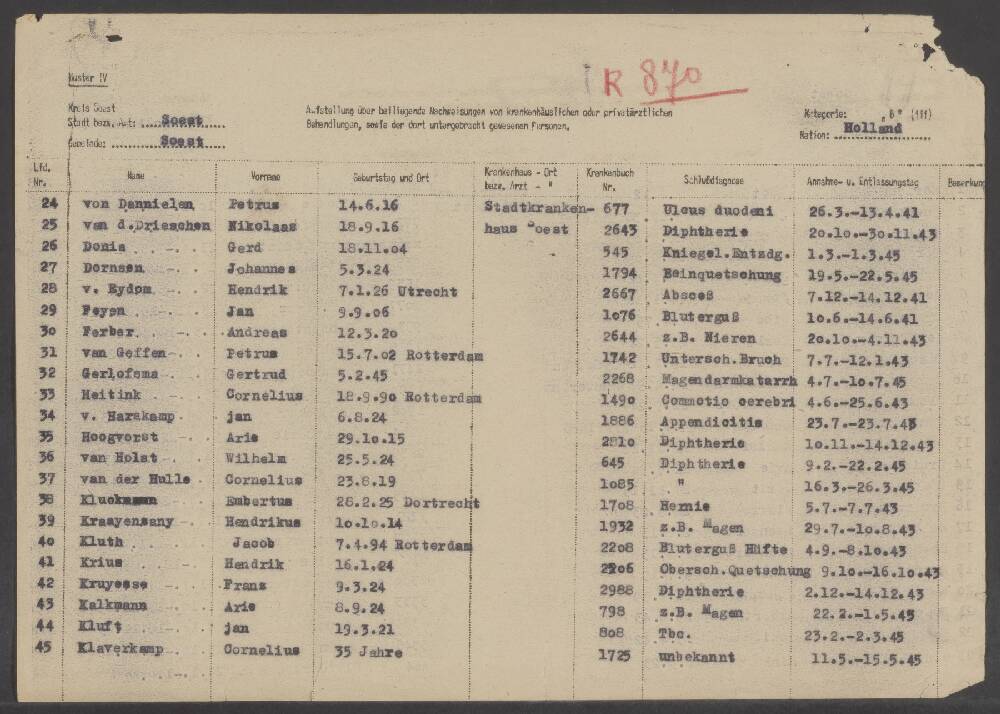 Muster IV
R 870
Kreis Soest
Stadt bezw. Amt: Soest
Gemeinde: Soest
Aufstellung über beiliegende Nachweisungen von krankenhäuslichen oder privatärztlichen
Behandlungen, sowie der dort untergebracht gewesenen Personen.
Kategorie: "B" (III)
Nation: Holland
Lfd. Nr. Name Vorname Geburtstag und Ort Krankenhaus - Ort bezw. Arzt - " Krankenbuch Nr. Schlußdiagnose Annahme- u. Entlassungstag Bemerkun
24 von Dannielen Petrus 14.6.16 Stadtkranken- 677 Ulcus duodeni 26.3.-13.4.41
25 van d.Drieschen Nikolaas 18.9.16 haus Soest 2643 Diphtherie 20.10.-30.11.43
26 Donia Gerd 18.11.04 545 Kniegel.Entzdg. 1.3.-1.3.45
27 Dornsen Johannes 5.3.24 1794 Beinquetschung 19.5.-22.5.45
28 v. Eydom Hendrik 7.1.26 Utrecht 2667 Absceß 7.12.-14.12.41
29 Feyen Jan 9.9.06 1076 Bluterguß 10.6.-14.6.41
30 Ferber Andreas 12.3.20 2644 z.B. Nieren 20.10.-4.11.43
31 van Geffen Petrus 15.7.02 Rotterdam 1742 Untersch.Bruch 7.7.-12.1.43
32 Gerlofsma Gertrud 5.2.45 2268 Magendarmkatarrh 4.7.-10.7.45
33 Heitink Cornelius 18.9.90 Rotterdam 1490 Commotio cerebri 4.6.-25.6.43
34 v. Harskamp jan 6.8.24 1886 Appendicitis 23.7.-23.7.45
35 Hoogvorst Arie 29.10.15 2810 Diphtherie 10.11.-14.12.43
36 van Holst Wilhelm 25.5.24 645 Diphtherie 9.2.-22.2.45
37 van der Hulle Cornelius 23.8.19 1085 " 16.3.-26.3.45
38 Embertus 28.2.25 Dortrecht 1708 Hernie 5.7.-7.7.43
39 Kraayensany Hendrikus 10.10.14 1932 z.B. Magen 29.7.-10.8.43
40 Kluth Jacob 7.4.94 Rotterdam 2208 Bluterguß Hüfte 4.9.-8.10.43
41 Krius Hendrik 16.1.24 2506 Obersch.Quetschung 9.10.-16.10.43
42 Kruyesse Franz 9.3.24 2988 Diphtherie 2.12.-14.12.43
43 Kalkmann Arie 8.9.24 798 z.B. Magen 22.2.-1.5.45
44 Kluft jan 19.3.21 808 Tbc. 23.2.-2.3.45
45 Klaverkamp Cornelius 35 Jahre 1725 unbekannt 11.5.-15.5.45